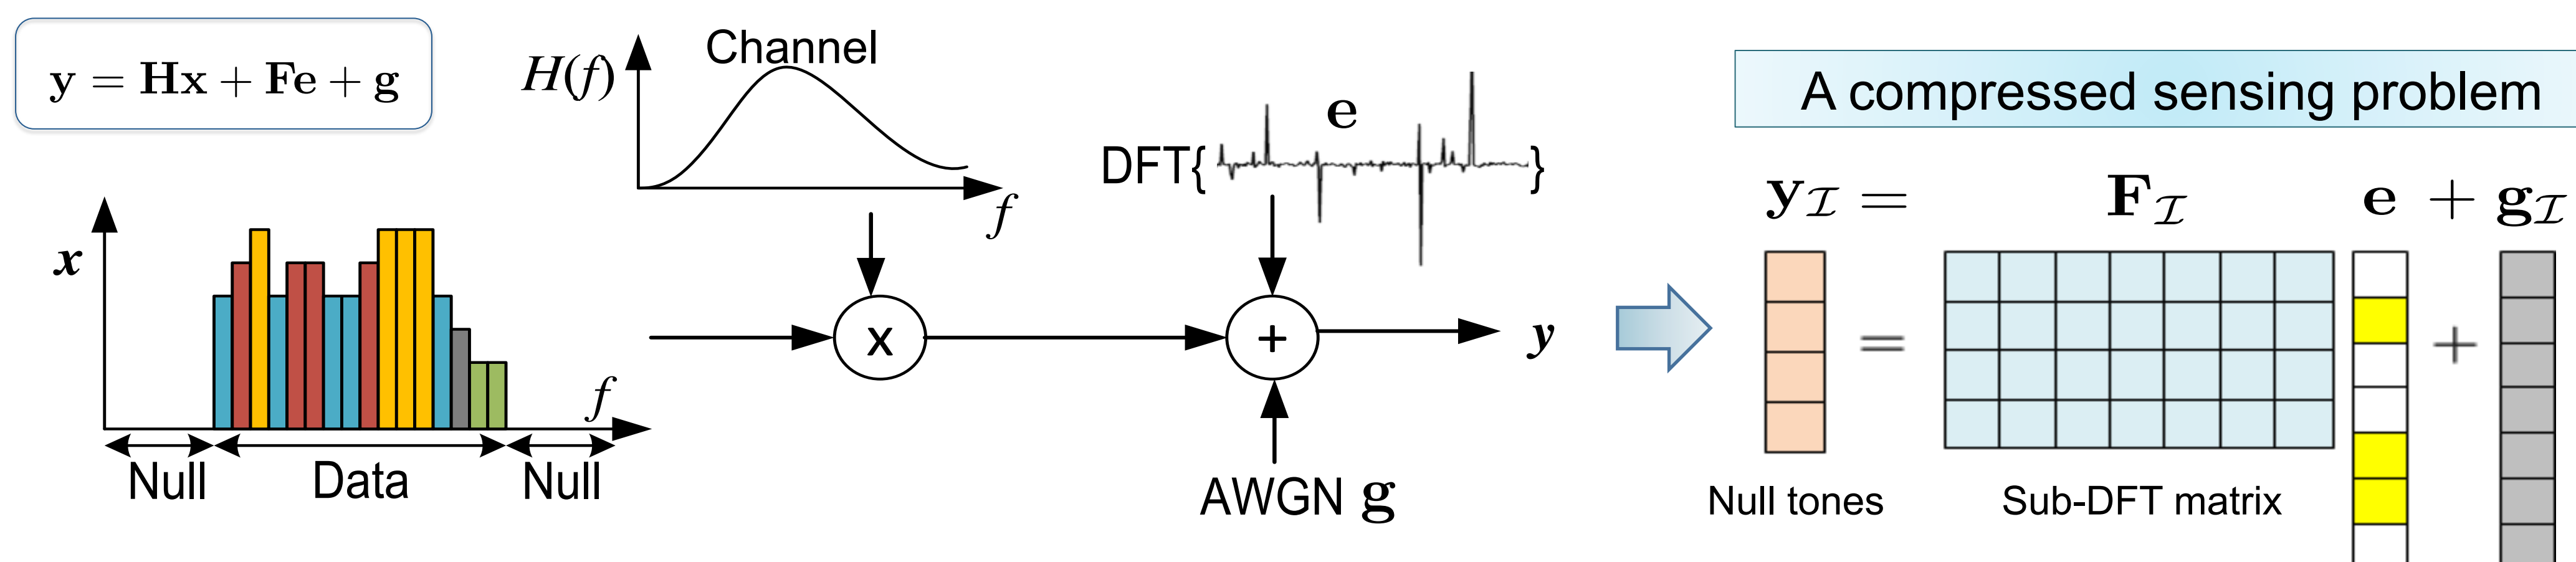 y = Hx + Fe + g
Channel
H(f)
f
DFT{ e }
x
f
Null Data Null
x
+
y
AWGN g
A compressed sensing problem
y_ℐ = F_ℐ e + g_ℐ
= +
Null tones Sub-DFT matrix